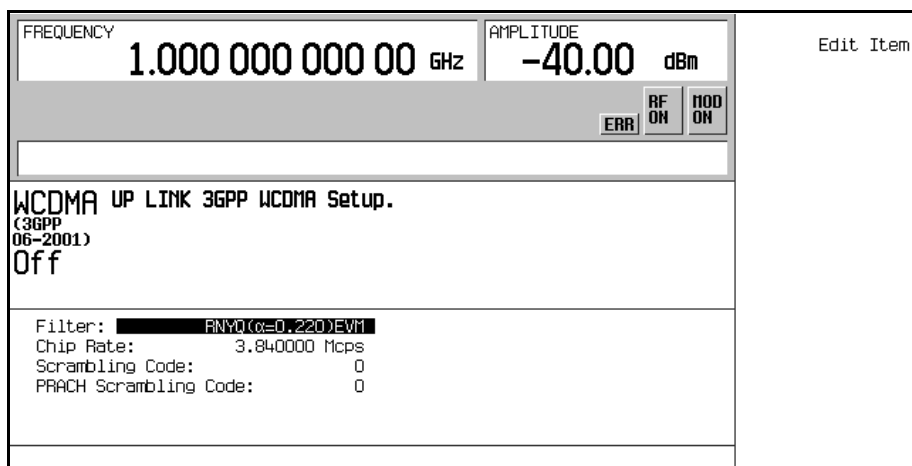 FREQUENCY
1.000 000 000 00 GHz
AMPLITUDE
-40.00 dBm
Edit Item
ERR
RF ON
MOD ON
WCDMA UP LINK 3GPP WCDMA Setup.
(3GPP
06-2001)
Off
Filter: RNYQ(α=0.220)EVM
Chip Rate: 3.840000 Mcps
Scrambling Code: 0
PRACH Scrambling Code: 0